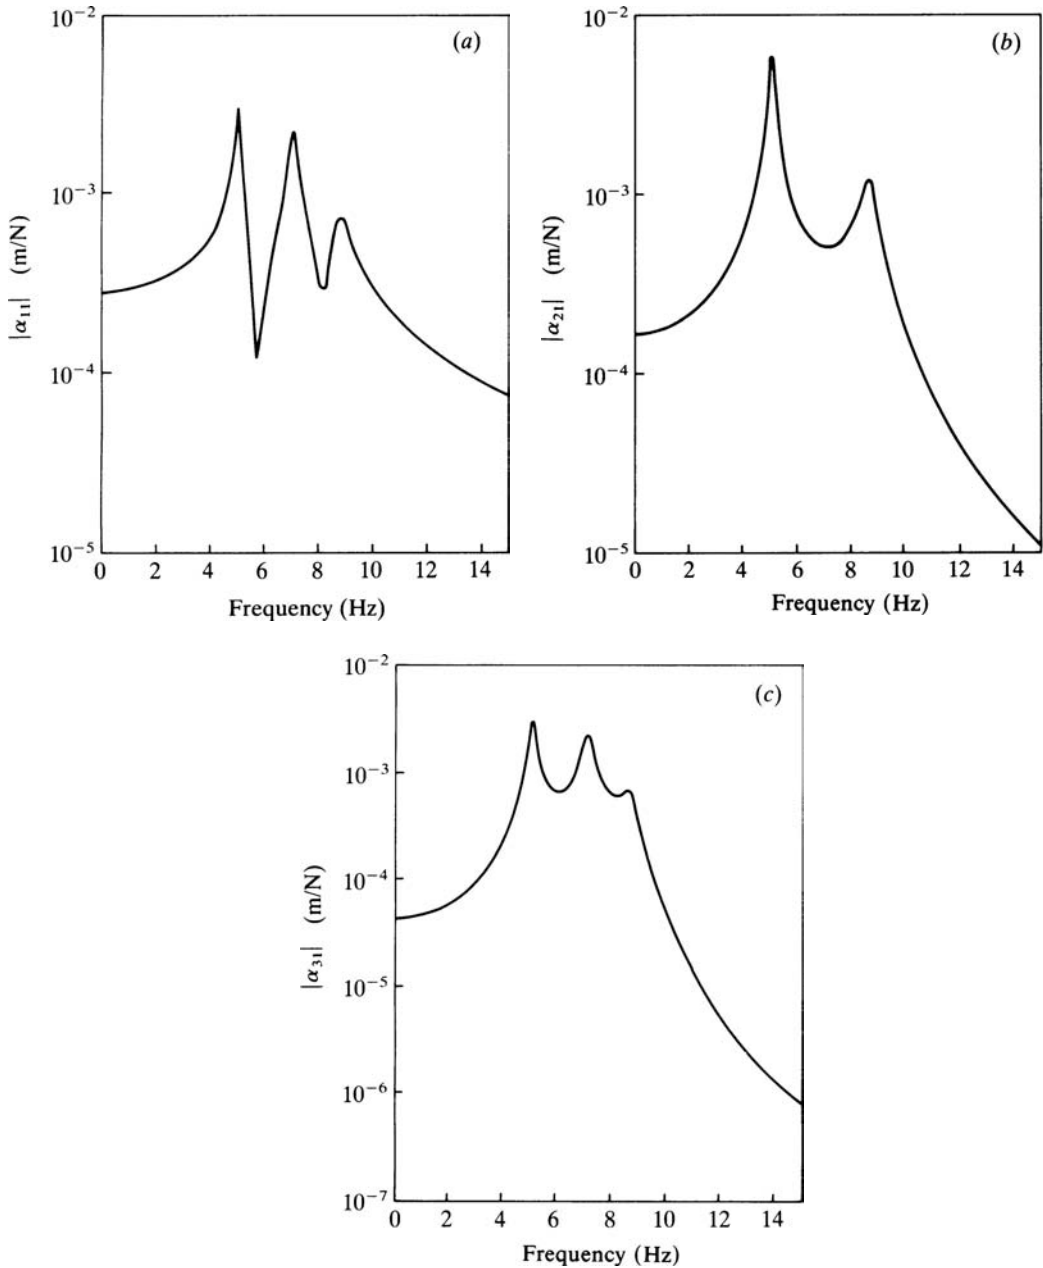 (a)
10⁻²
10⁻³
10⁻⁴
10⁻⁵
|α₁₁| (m/N)
0 2 4 6 8 10 12 14
Frequency (Hz)
(b)
10⁻²
10⁻³
10⁻⁴
10⁻⁵
|α₂₁| (m/N)
0 2 4 6 8 10 12 14
Frequency (Hz)
(c)
10⁻²
10⁻³
10⁻⁴
10⁻⁵
10⁻⁶
10⁻⁷
|α₃₁| (m/N)
0 2 4 6 8 10 12 14
Frequency (Hz)